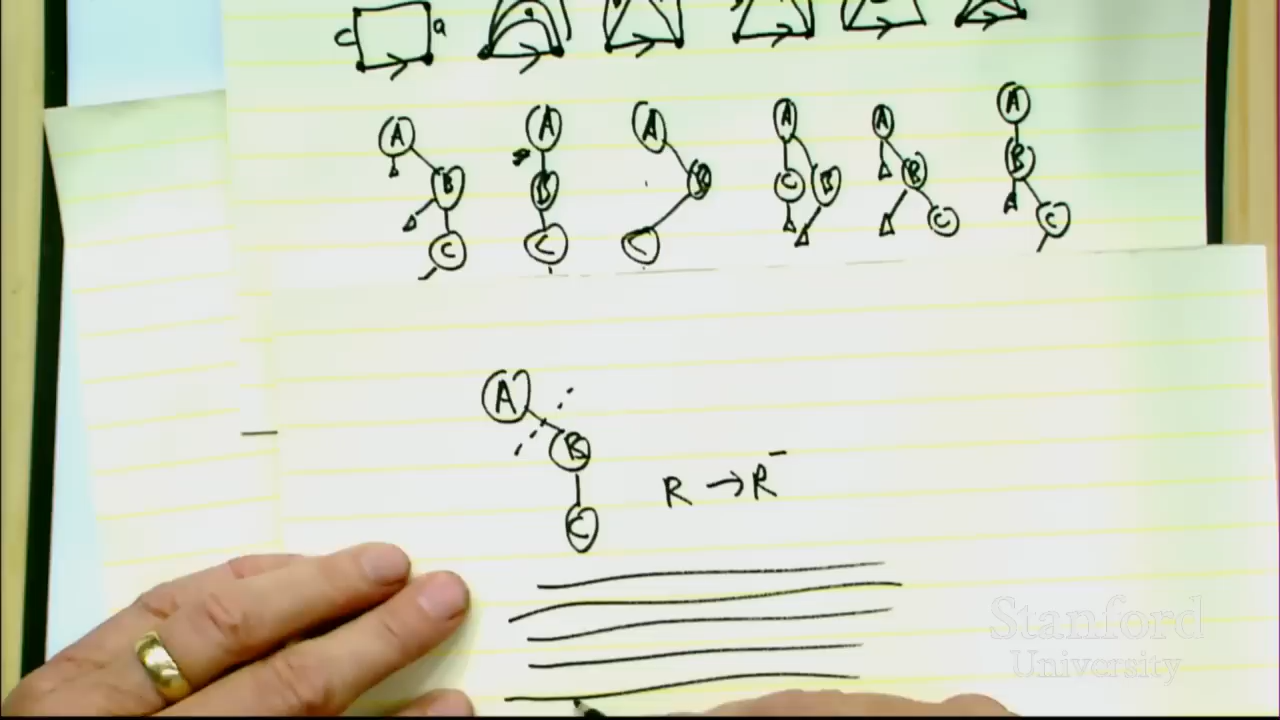 C a
A A A A A A
B B B C B B B
C C C C C
A
B
R → R⁻
C
Stanford
University